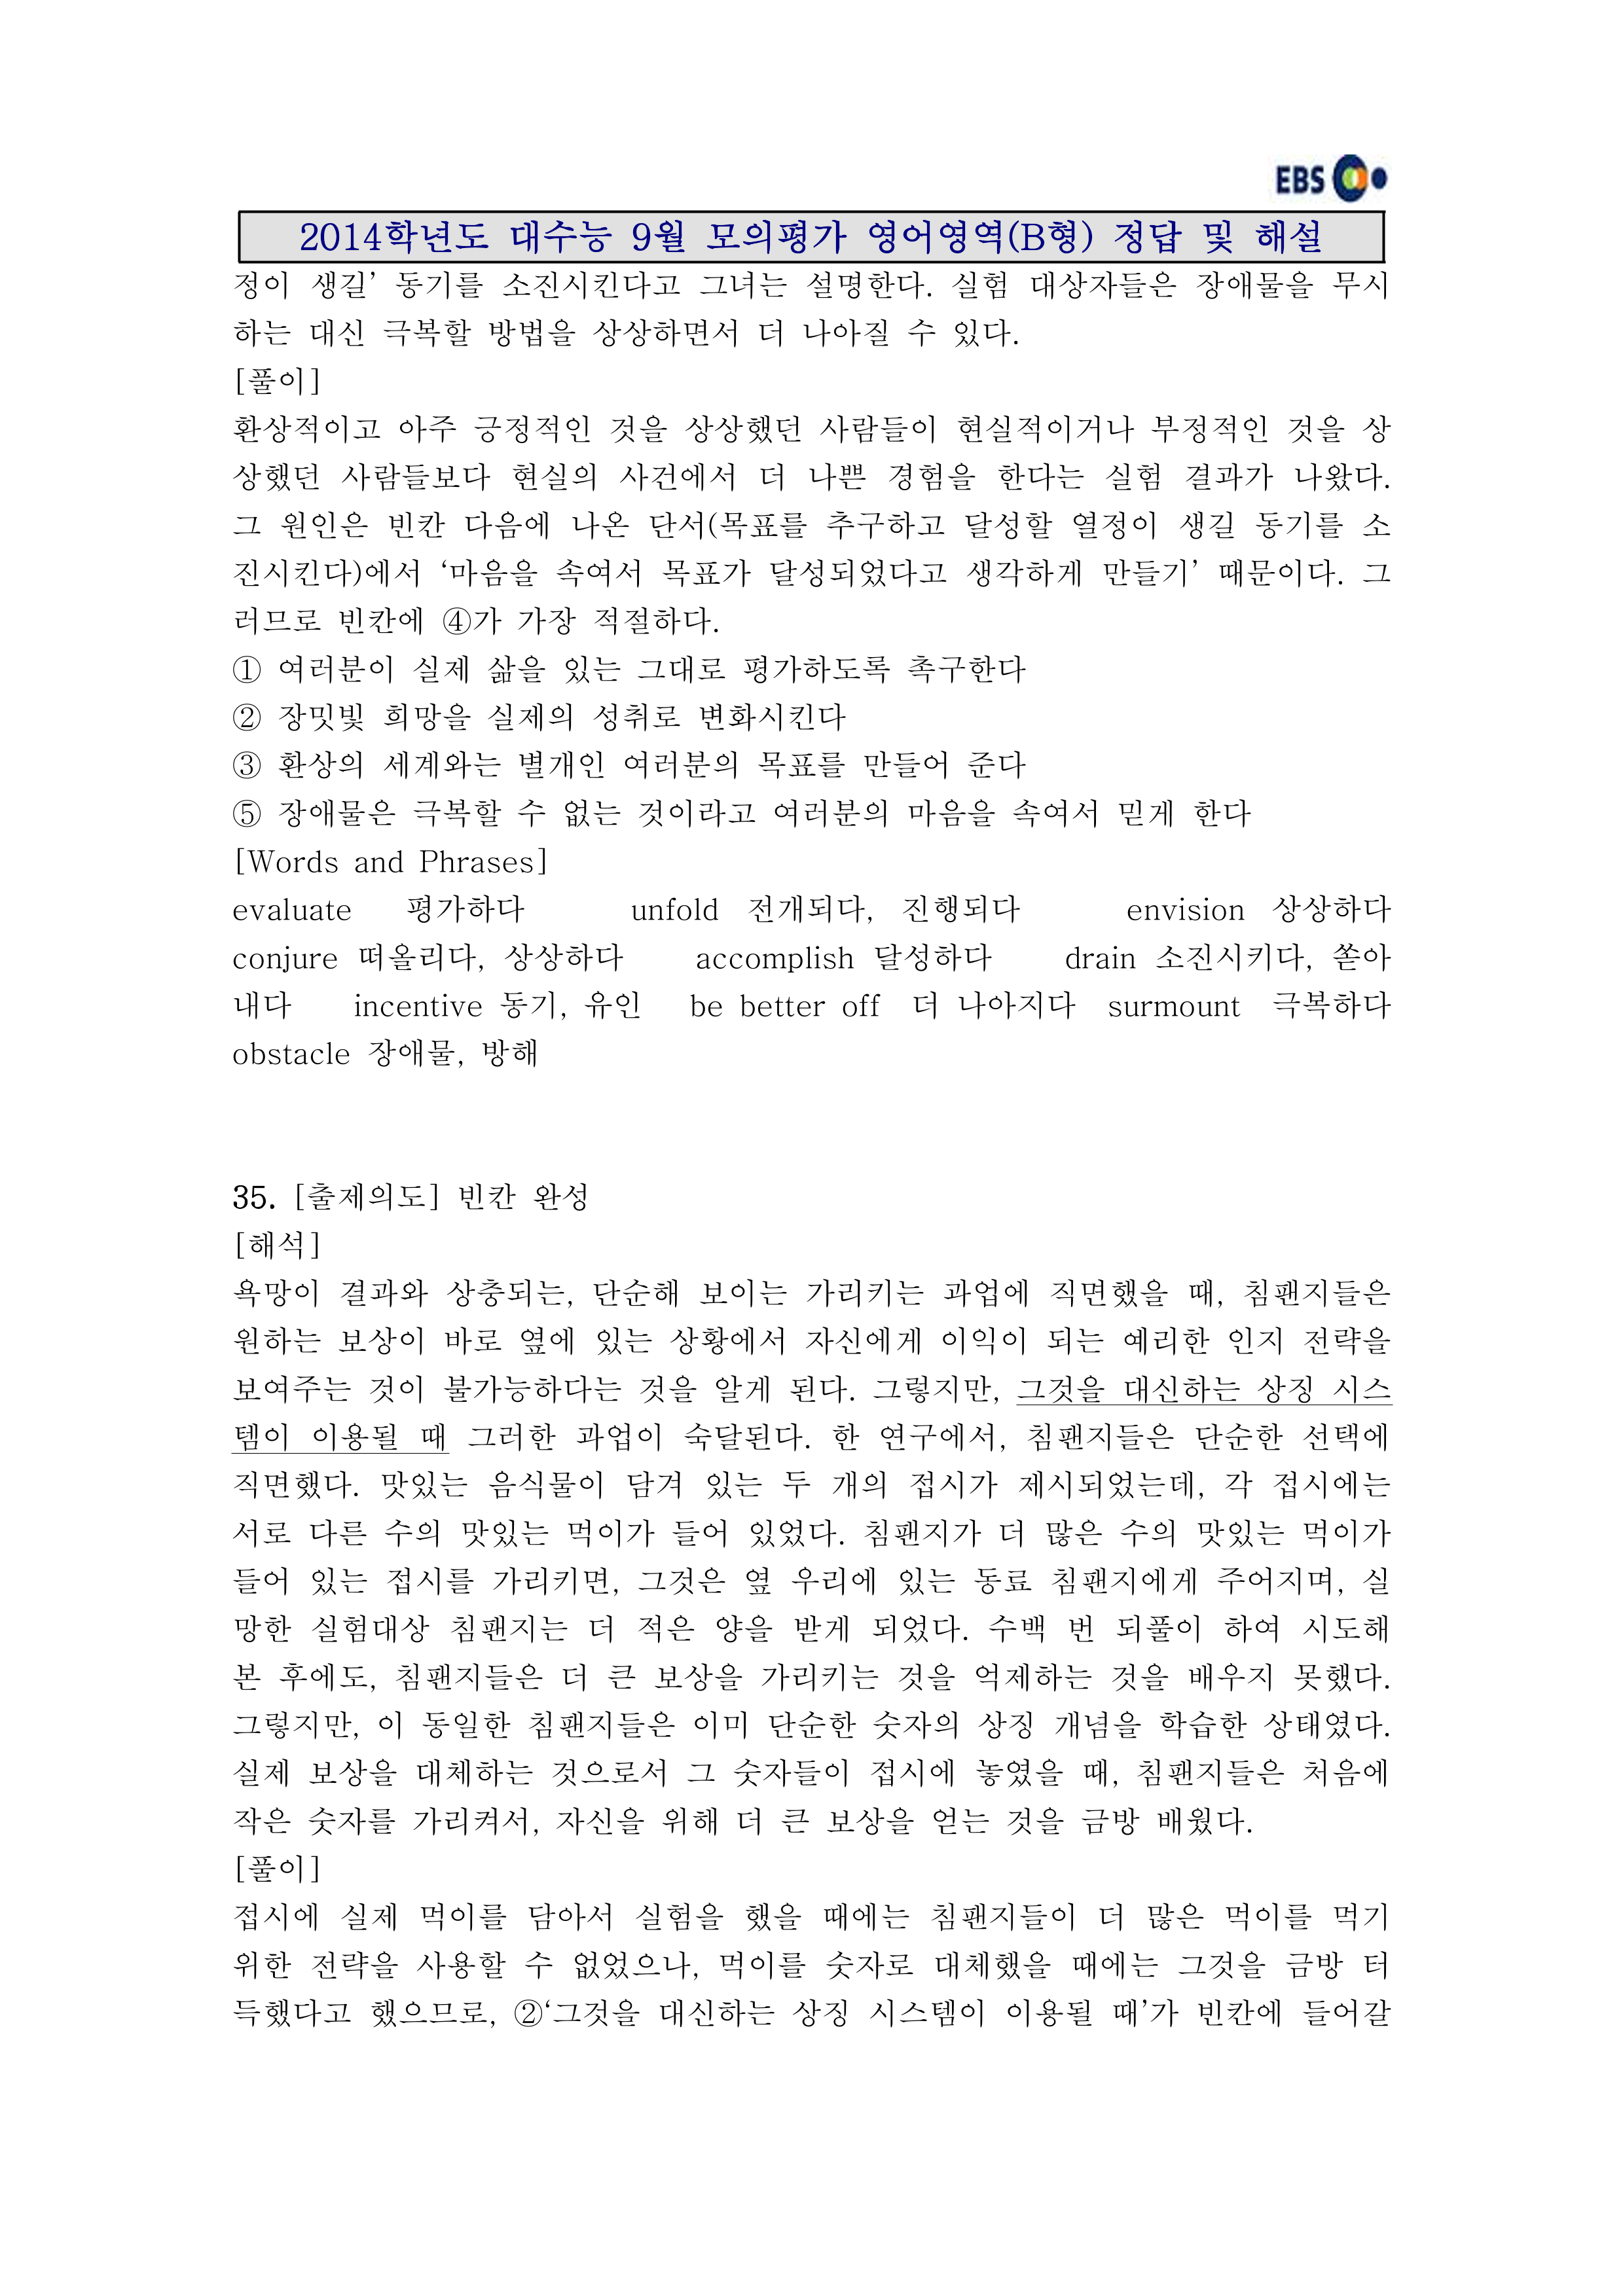 EBS
2014학년도 대수능 9월 모의평가 영어영역(B형) 정답 및 해설
정이 생길’ 동기를 소진시킨다고 그녀는 설명한다. 실험 대상자들은 장애물을 무시
하는 대신 극복할 방법을 상상하면서 더 나아질 수 있다.
[풀이]
환상적이고 아주 긍정적인 것을 상상했던 사람들이 현실적이거나 부정적인 것을 상
상했던 사람들보다 현실의 사건에서 더 나쁜 경험을 한다는 실험 결과가 나왔다.
그 원인은 빈칸 다음에 나온 단서(목표를 추구하고 달성할 열정이 생길 동기를 소
진시킨다)에서 ‘마음을 속여서 목표가 달성되었다고 생각하게 만들기’ 때문이다. 그
러므로 빈칸에 ④가 가장 적절하다.
① 여러분이 실제 삶을 있는 그대로 평가하도록 촉구한다
② 장밋빛 희망을 실제의 성취로 변화시킨다
③ 환상의 세계와는 별개인 여러분의 목표를 만들어 준다
⑤ 장애물은 극복할 수 없는 것이라고 여러분의 마음을 속여서 믿게 한다
[Words and Phrases]
evaluate 평가하다 unfold 전개되다, 진행되다 envision 상상하다
conjure 떠올리다, 상상하다 accomplish 달성하다 drain 소진시키다, 쏟아
내다 incentive 동기, 유인 be better off 더 나아지다 surmount 극복하다
obstacle 장애물, 방해
35. [출제의도] 빈칸 완성
[해석]
욕망이 결과와 상충되는, 단순해 보이는 가리키는 과업에 직면했을 때, 침팬지들은
원하는 보상이 바로 옆에 있는 상황에서 자신에게 이익이 되는 예리한 인지 전략을
보여주는 것이 불가능하다는 것을 알게 된다. 그렇지만, 그것을 대신하는 상징 시스
템이 이용될 때 그러한 과업이 숙달된다. 한 연구에서, 침팬지들은 단순한 선택에
직면했다. 맛있는 음식물이 담겨 있는 두 개의 접시가 제시되었는데, 각 접시에는
서로 다른 수의 맛있는 먹이가 들어 있었다. 침팬지가 더 많은 수의 맛있는 먹이가
들어 있는 접시를 가리키면, 그것은 옆 우리에 있는 동료 침팬지에게 주어지며, 실
망한 실험대상 침팬지는 더 적은 양을 받게 되었다. 수백 번 되풀이 하여 시도해
본 후에도, 침팬지들은 더 큰 보상을 가리키는 것을 억제하는 것을 배우지 못했다.
그렇지만, 이 동일한 침팬지들은 이미 단순한 숫자의 상징 개념을 학습한 상태였다.
실제 보상을 대체하는 것으로서 그 숫자들이 접시에 놓였을 때, 침팬지들은 처음에
작은 숫자를 가리켜서, 자신을 위해 더 큰 보상을 얻는 것을 금방 배웠다.
[풀이]
접시에 실제 먹이를 담아서 실험을 했을 때에는 침팬지들이 더 많은 먹이를 먹기
위한 전략을 사용할 수 없었으나, 먹이를 숫자로 대체했을 때에는 그것을 금방 터
득했다고 했으므로, ②‘그것을 대신하는 상징 시스템이 이용될 때’가 빈칸에 들어갈